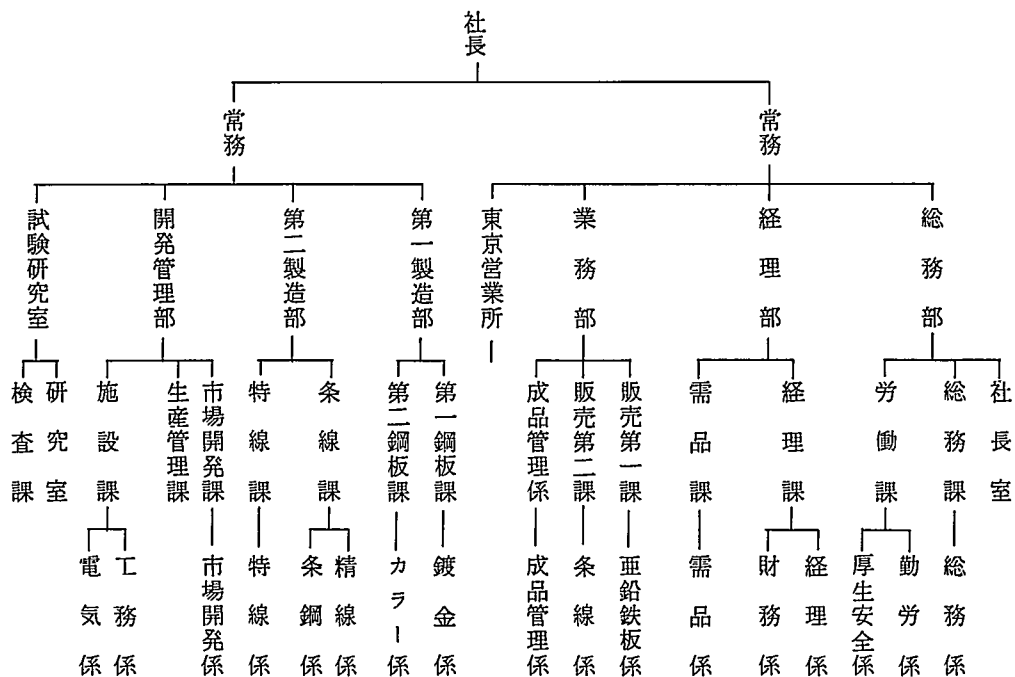 社長
常務
常務
総務部
経理部
業務部
東京営業所
第一製造部
第二製造部
開発管理部
試験研究室
社長室
総務課
労働課
経理課
需品課
販売第一課
販売第二課
成品管理係
第一鋼板課
第二鋼板課
条線課
特線課
市場開発課
生産管理課
施設課
研究室
検査課
総務係
勤労係
厚生安全係
経理係
財務係
需品係
亜鉛鉄板係
条線係
成品管理係
鍍金係
カラー係
精線係
条鋼係
特線係
市場開発係
工務係
電気係